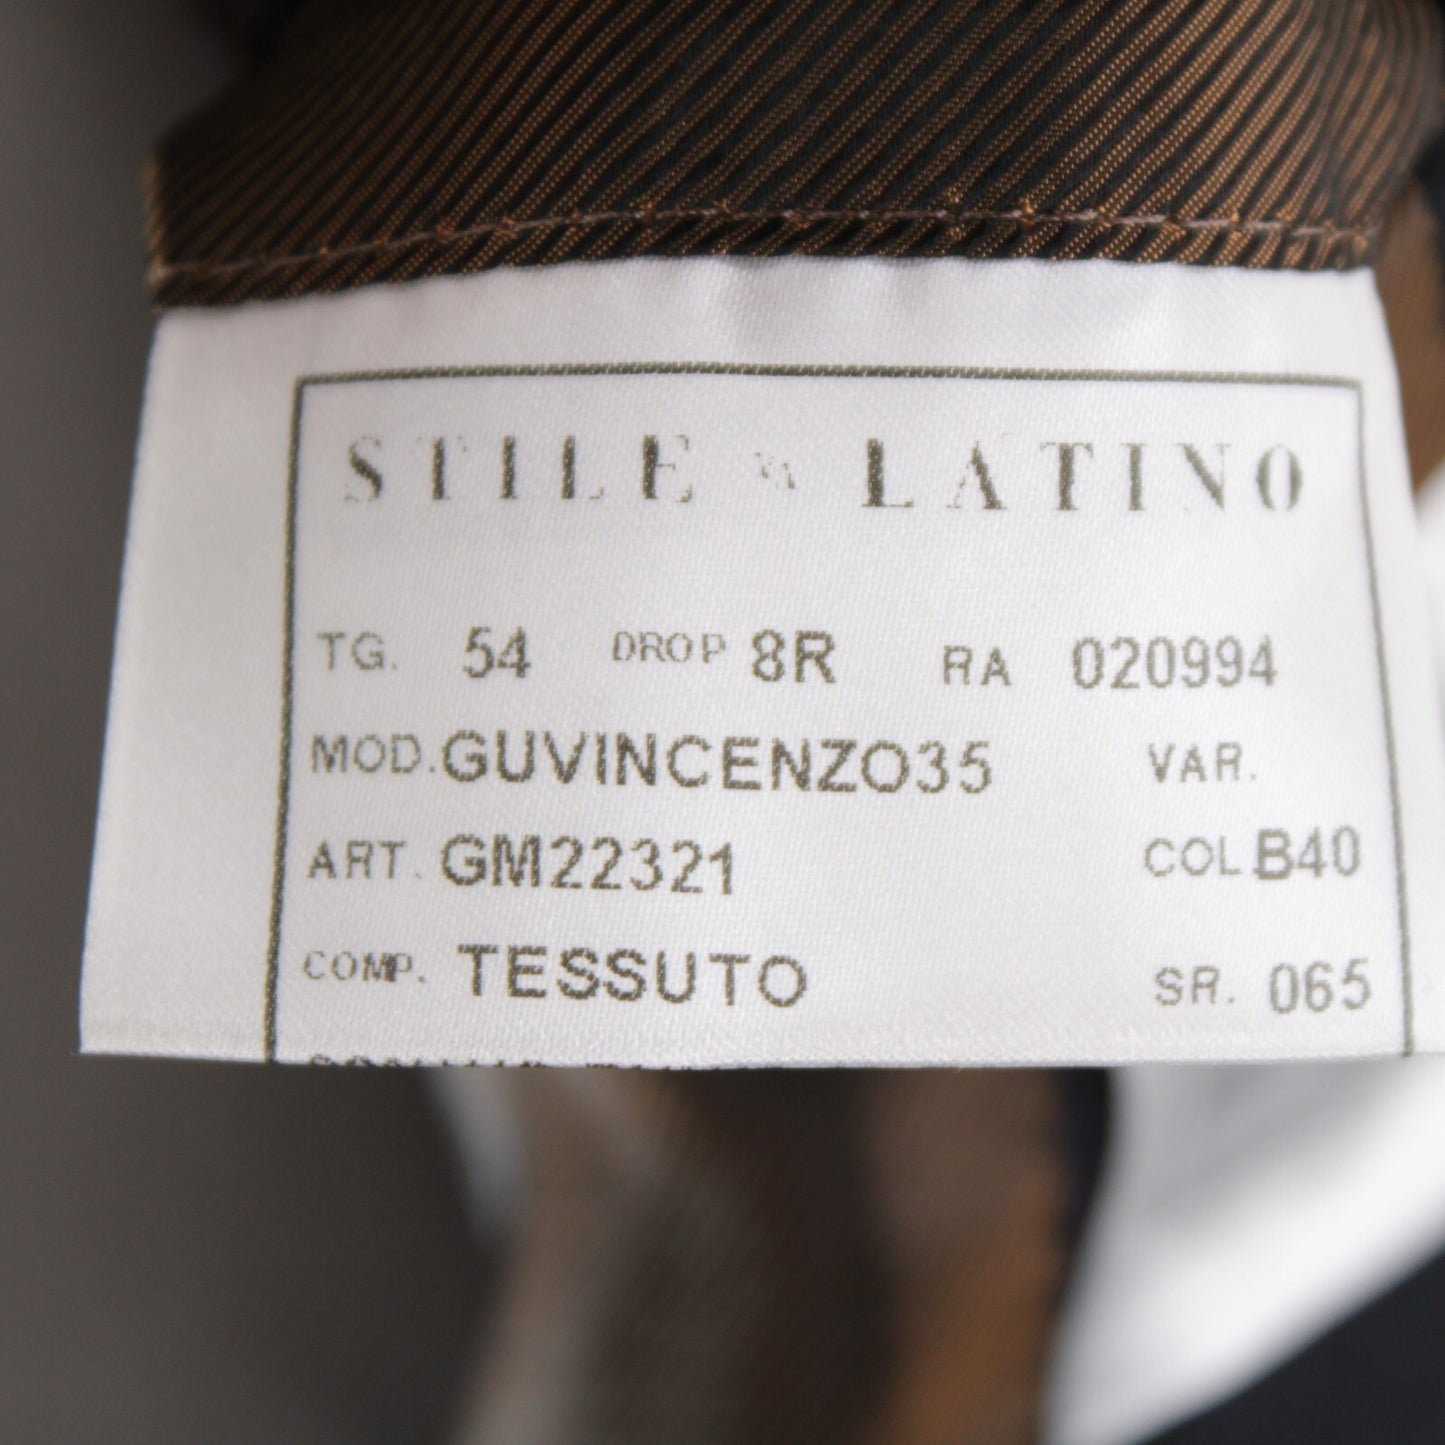 STILE LATINO
TG. 54 DROP 8R RA 020994
MOD. GUVINCENZO35 VAR.
ART. GM22321 COL B40
COMP. TESSUTO SR. 065